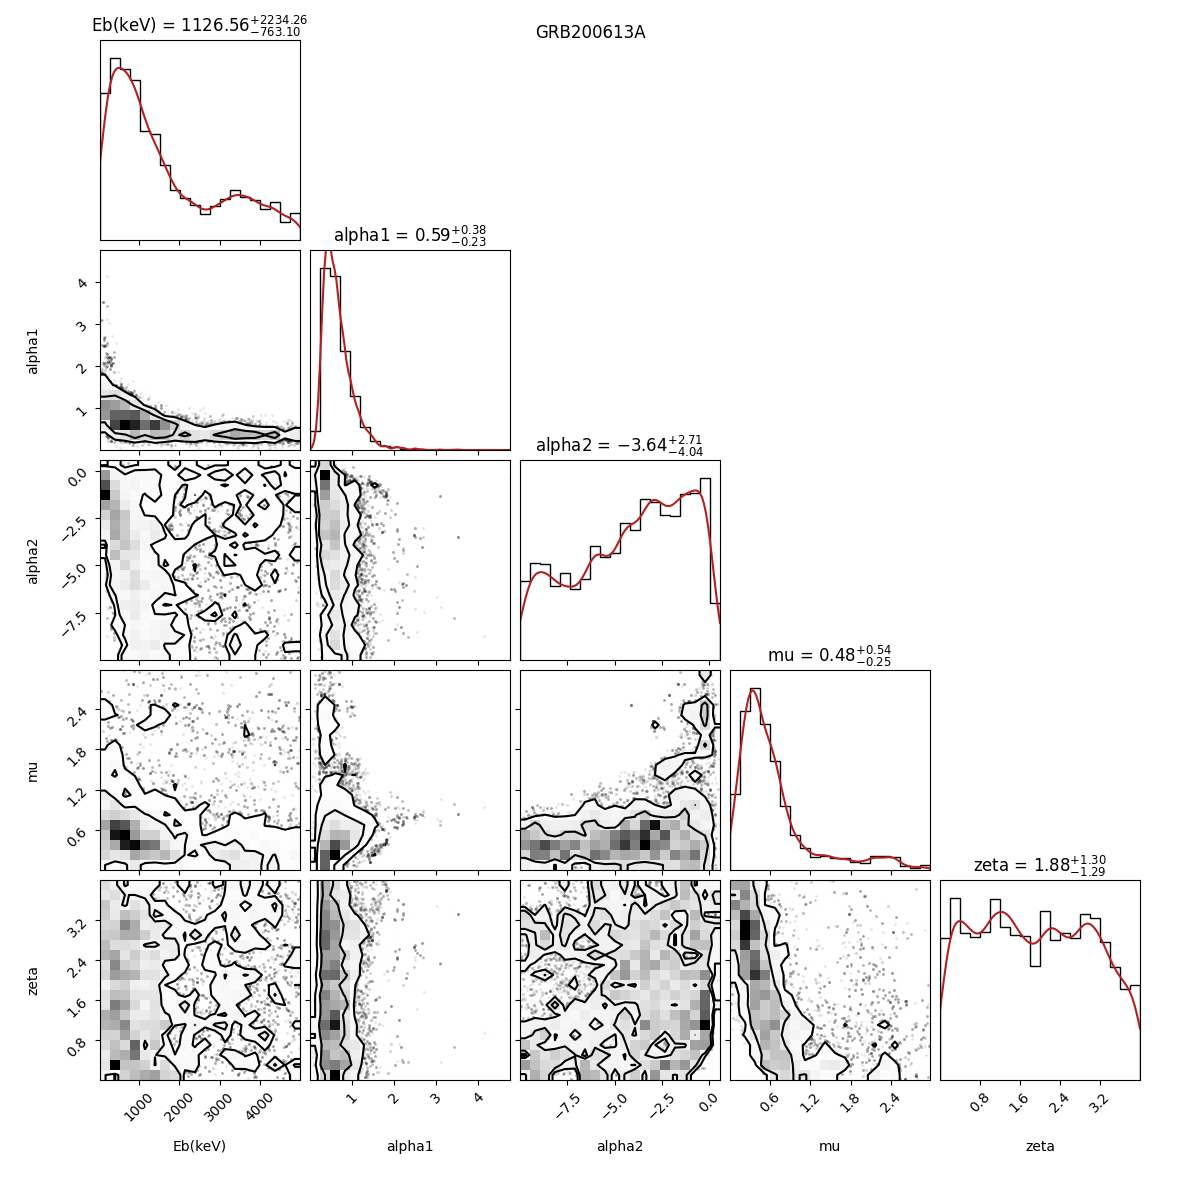 GRB200613A
Eb(keV) = 1126.56+2234.26−763.10
alpha1 = 0.59+0.38−0.23
4
3
2
1
alpha1
alpha2 = −3.64+2.71−4.04
0.0
−2.5
−5.0
−7.5
alpha2
mu = 0.48+0.54−0.25
2.4
1.8
1.2
0.6
mu
zeta = 1.88+1.30−1.29
3.2
2.4
1.6
0.8
zeta
1000 2000 3000 4000 1 2 3 4 −7.5 −5.0 −2.5 0.0 0.6 1.2 1.8 2.4 0.8 1.6 2.4 3.2
Eb(keV) alpha1 alpha2 mu zeta